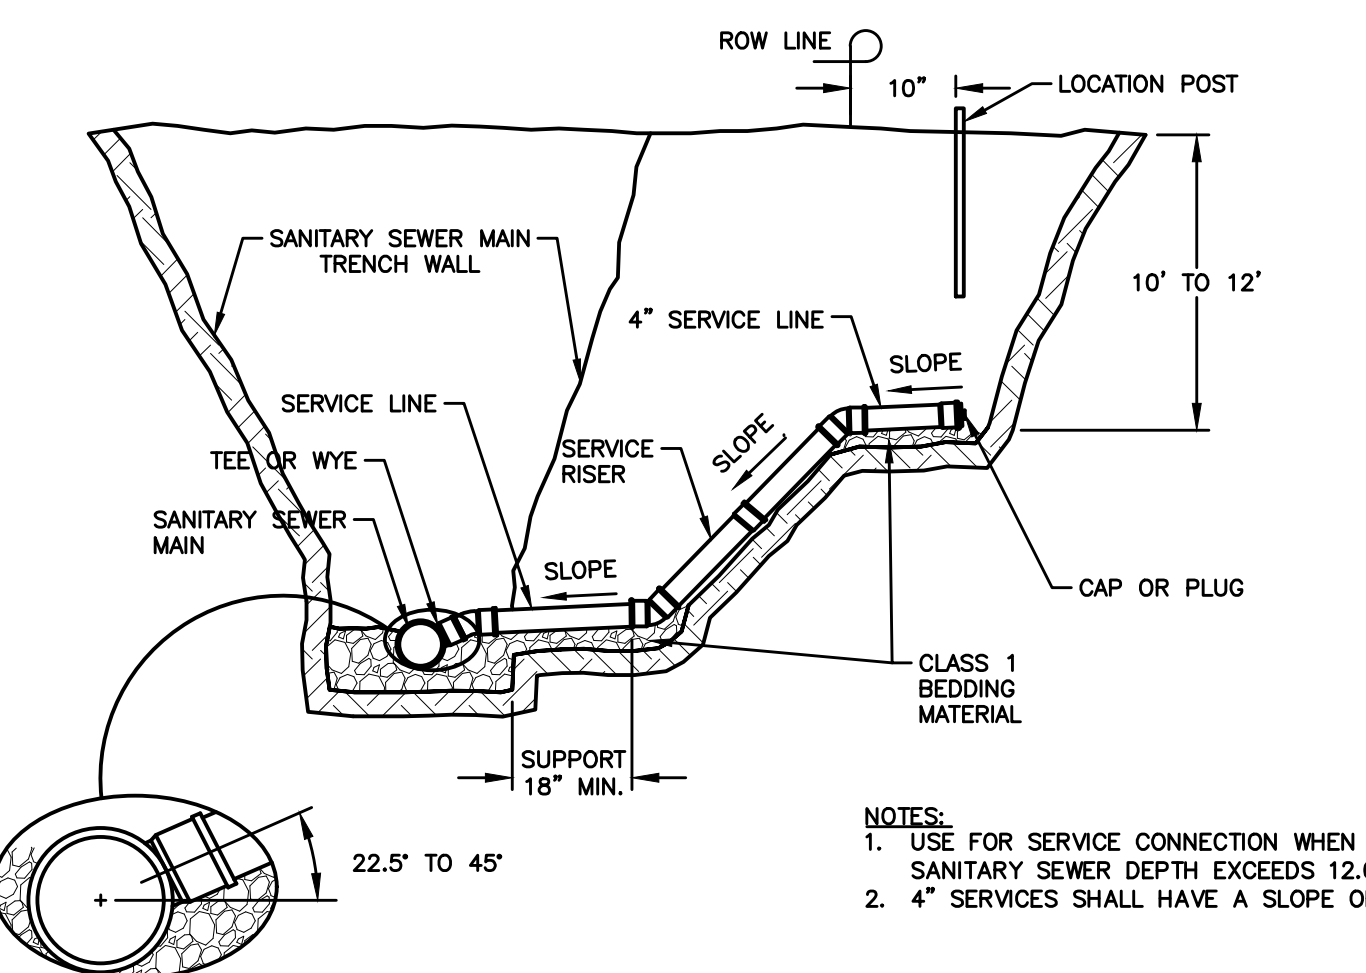 ROW LINE
10”
LOCATION POST
SANITARY SEWER MAIN
TRENCH WALL
10' TO 12'
4” SERVICE LINE
SLOPE
SERVICE LINE
SLOPE
SERVICE
RISER
TEE OR WYE
SANITARY SEWER
MAIN
SLOPE
CAP OR PLUG
CLASS 1
BEDDING
MATERIAL
SUPPORT
18” MIN.
22.5° TO 45°
NOTES:
1. USE FOR SERVICE CONNECTION WHEN
SANITARY SEWER DEPTH EXCEEDS 12.
2. 4” SERVICES SHALL HAVE A SLOPE